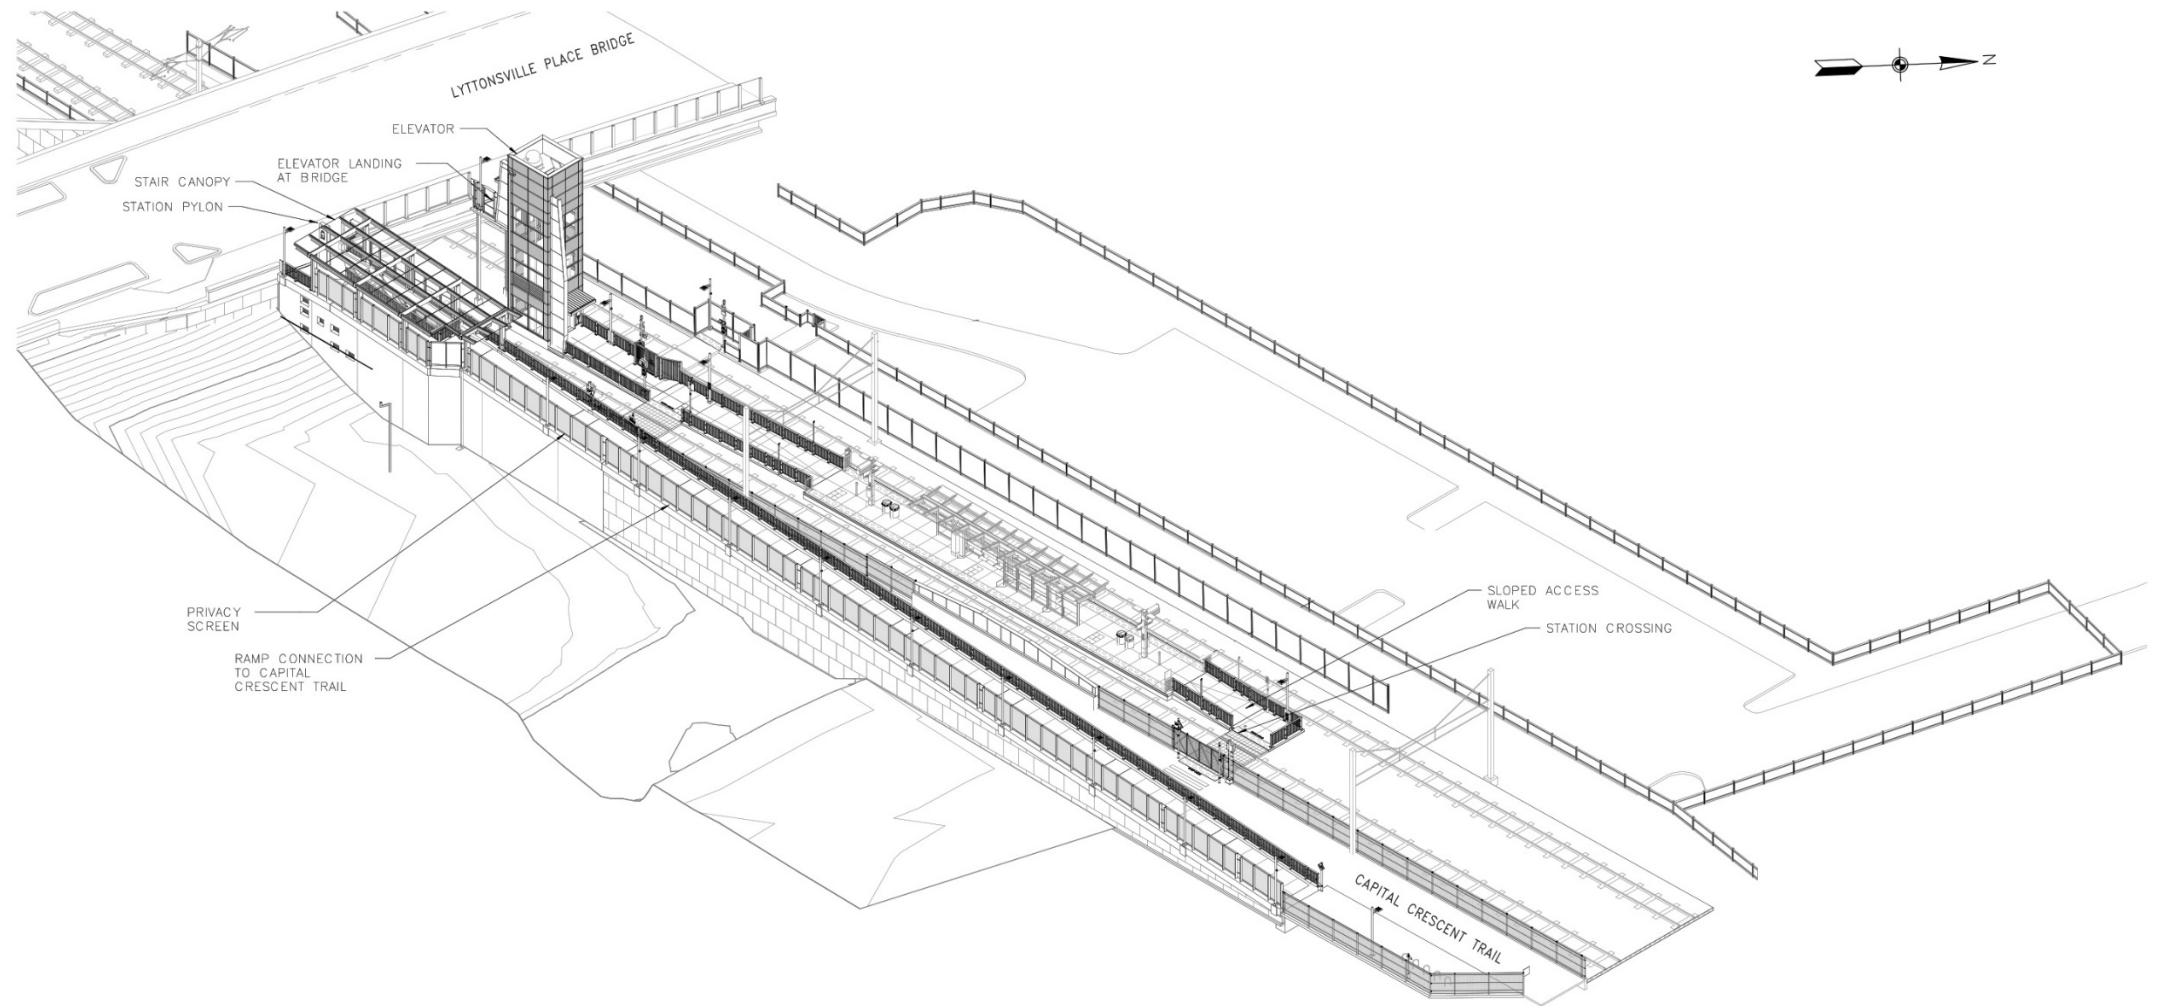 LYTTONSVILLE PLACE BRIDGE
N
ELEVATOR
ELEVATOR LANDING
AT BRIDGE
STAIR CANOPY
STATION PYLON
SLOPED ACCESS
WALK
STATION CROSSING
PRIVACY
SCREEN
RAMP CONNECTION
TO CAPITAL
CRESCENT TRAIL
CAPITAL CRESCENT TRAIL